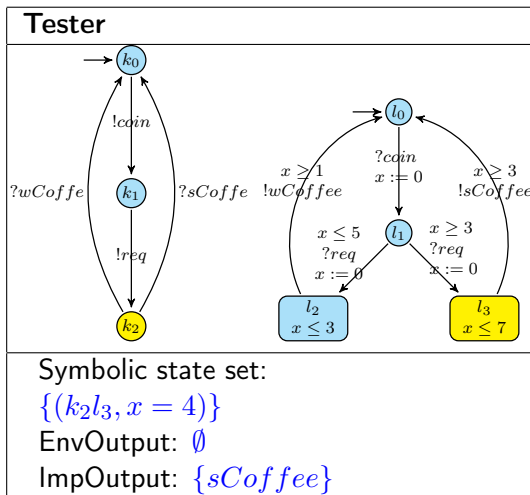 Tester
k₀
!coin
?wCoffe
?sCoffe
k₁
!req
k₂
l₀
x ≥ 1
!wCoffee
?coin
x := 0
x ≥ 3
!sCoffee
l₁
x ≤ 5
?req
x := 0
x ≥ 3
?req
x := 0
l₂
x ≤ 3
l₃
x ≤ 7
Symbolic state set:
{(k₂l₃, x = 4)}
EnvOutput: ∅
ImpOutput: {sCoffee}